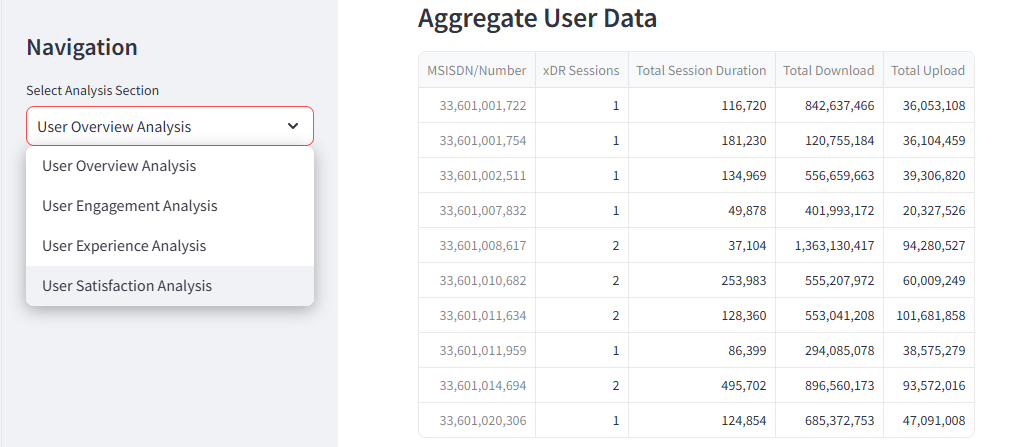 Navigation
Select Analysis Section
User Overview Analysis
User Overview Analysis
User Engagement Analysis
User Experience Analysis
User Satisfaction Analysis
Aggregate User Data
MSISDN/Number xDR Sessions Total Session Duration Total Download Total Upload
33,601,001,722 1 116,720 842,637,466 36,053,108
33,601,001,754 1 181,230 120,755,184 36,104,459
33,601,002,511 1 134,969 556,659,663 39,306,820
33,601,007,832 1 49,878 401,993,172 20,327,526
33,601,008,617 2 37,104 1,363,130,417 94,280,527
33,601,010,682 2 253,983 555,207,972 60,009,249
33,601,011,634 2 128,360 553,041,208 101,681,858
33,601,011,959 1 86,399 294,085,078 38,575,279
33,601,014,694 2 495,702 896,560,173 93,572,016
33,601,020,306 1 124,854 685,372,753 47,091,008